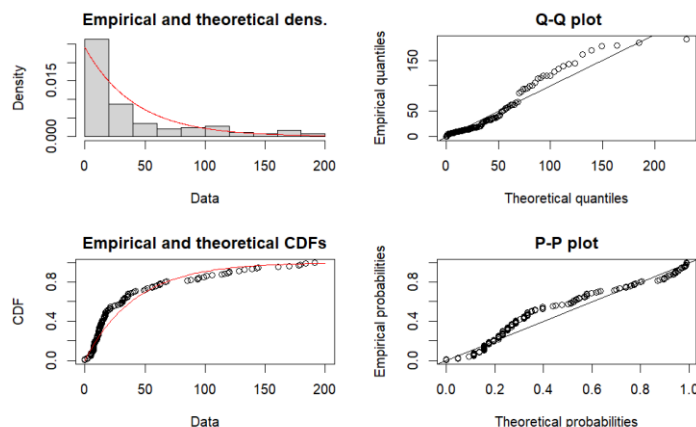 Empirical and theoretical dens.
Density
0.000
0.015
0 50 100 150 200
Data
Q-Q plot
Empirical quantiles
0
50
150
0 50 100 150 200
Theoretical quantiles
Empirical and theoretical CDFs
CDF
0.0
0.4
0.8
0 50 100 150 200
Data
P-P plot
Empirical probabilities
0.0
0.4
0.8
0.0 0.2 0.4 0.6 0.8 1.0
Theoretical probabilities